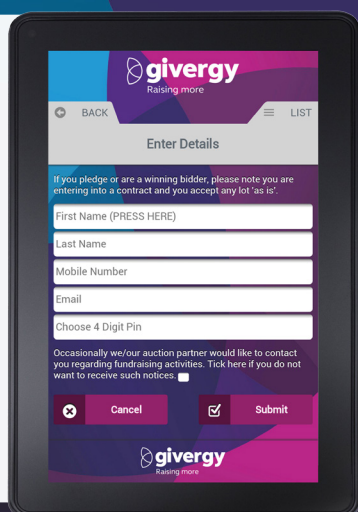 givergy
Raising more
BACK
LIST
Enter Details
If you pledge or are a winning bidder, please note you are
entering into a contract and you accept any lot 'as is'.
First Name (PRESS HERE)
Last Name
Mobile Number
Email
Choose 4 Digit Pin
Occasionally we/our auction partner would like to contact
you regarding fundraising activities. Tick here if you do not
want to receive such notices.
Cancel
Submit
givergy
Raising more